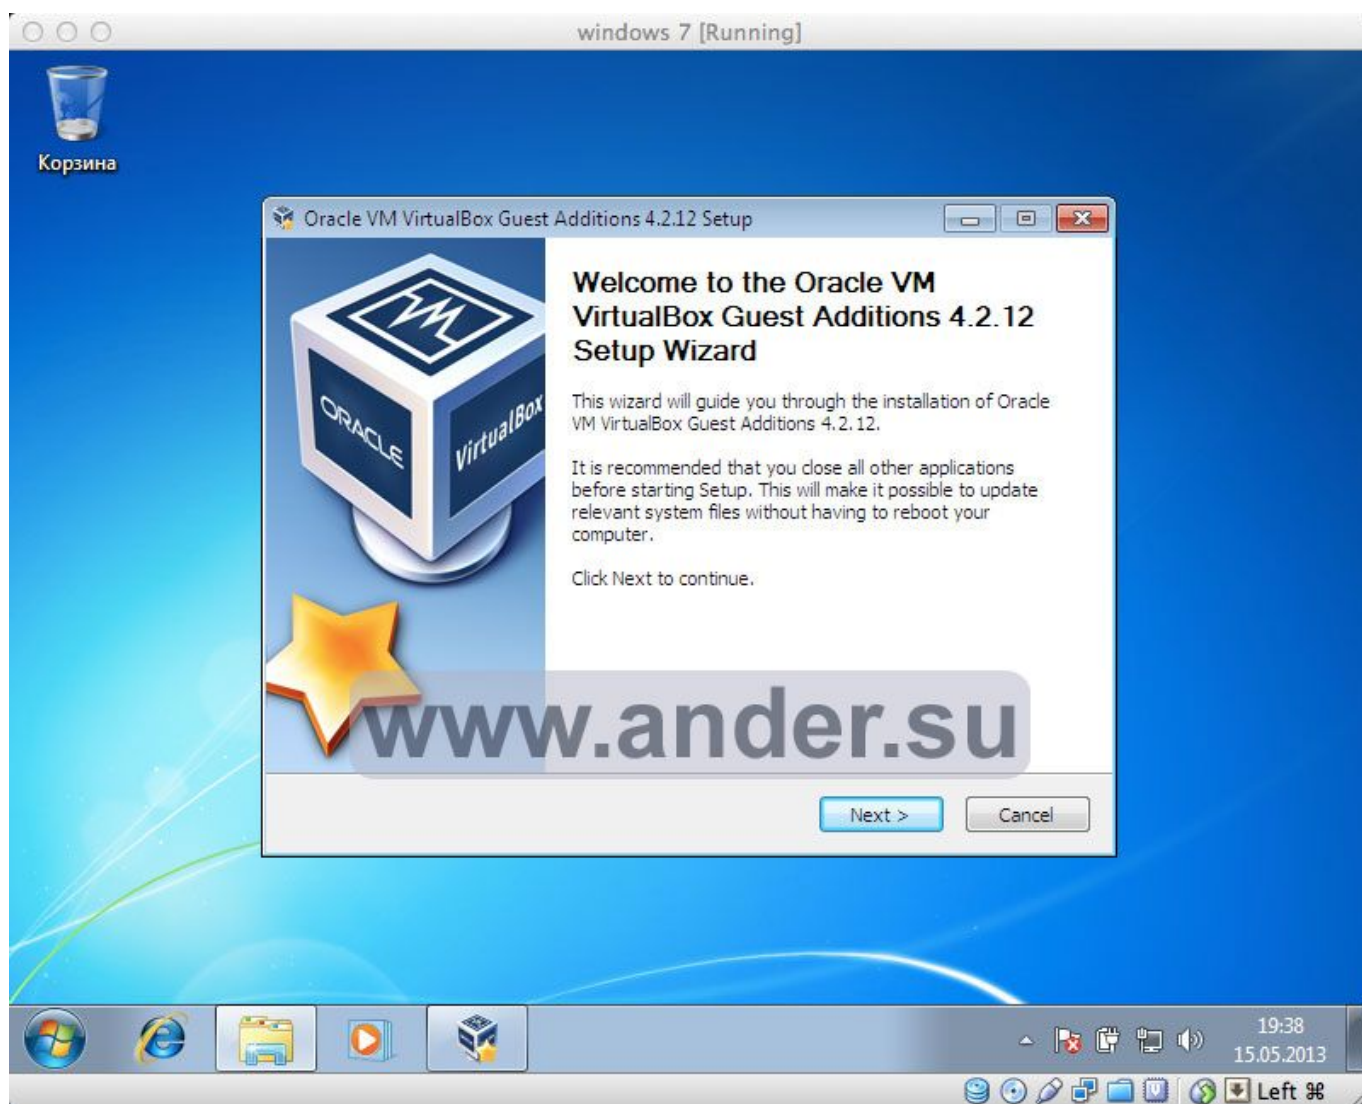 windows 7 [Running]
Корзина
Oracle VM VirtualBox Guest Additions 4.2.12 Setup
Welcome to the Oracle VM
VirtualBox Guest Additions 4.2.12
Setup Wizard
This wizard will guide you through the installation of Oracle
VM VirtualBox Guest Additions 4.2.12.
It is recommended that you close all other applications
before starting Setup. This will make it possible to update
relevant system files without having to reboot your
computer.
Click Next to continue.
ORACLE
VirtualBox
www.ander.su
Next >
Cancel
19:38
15.05.2013
Left ⌘